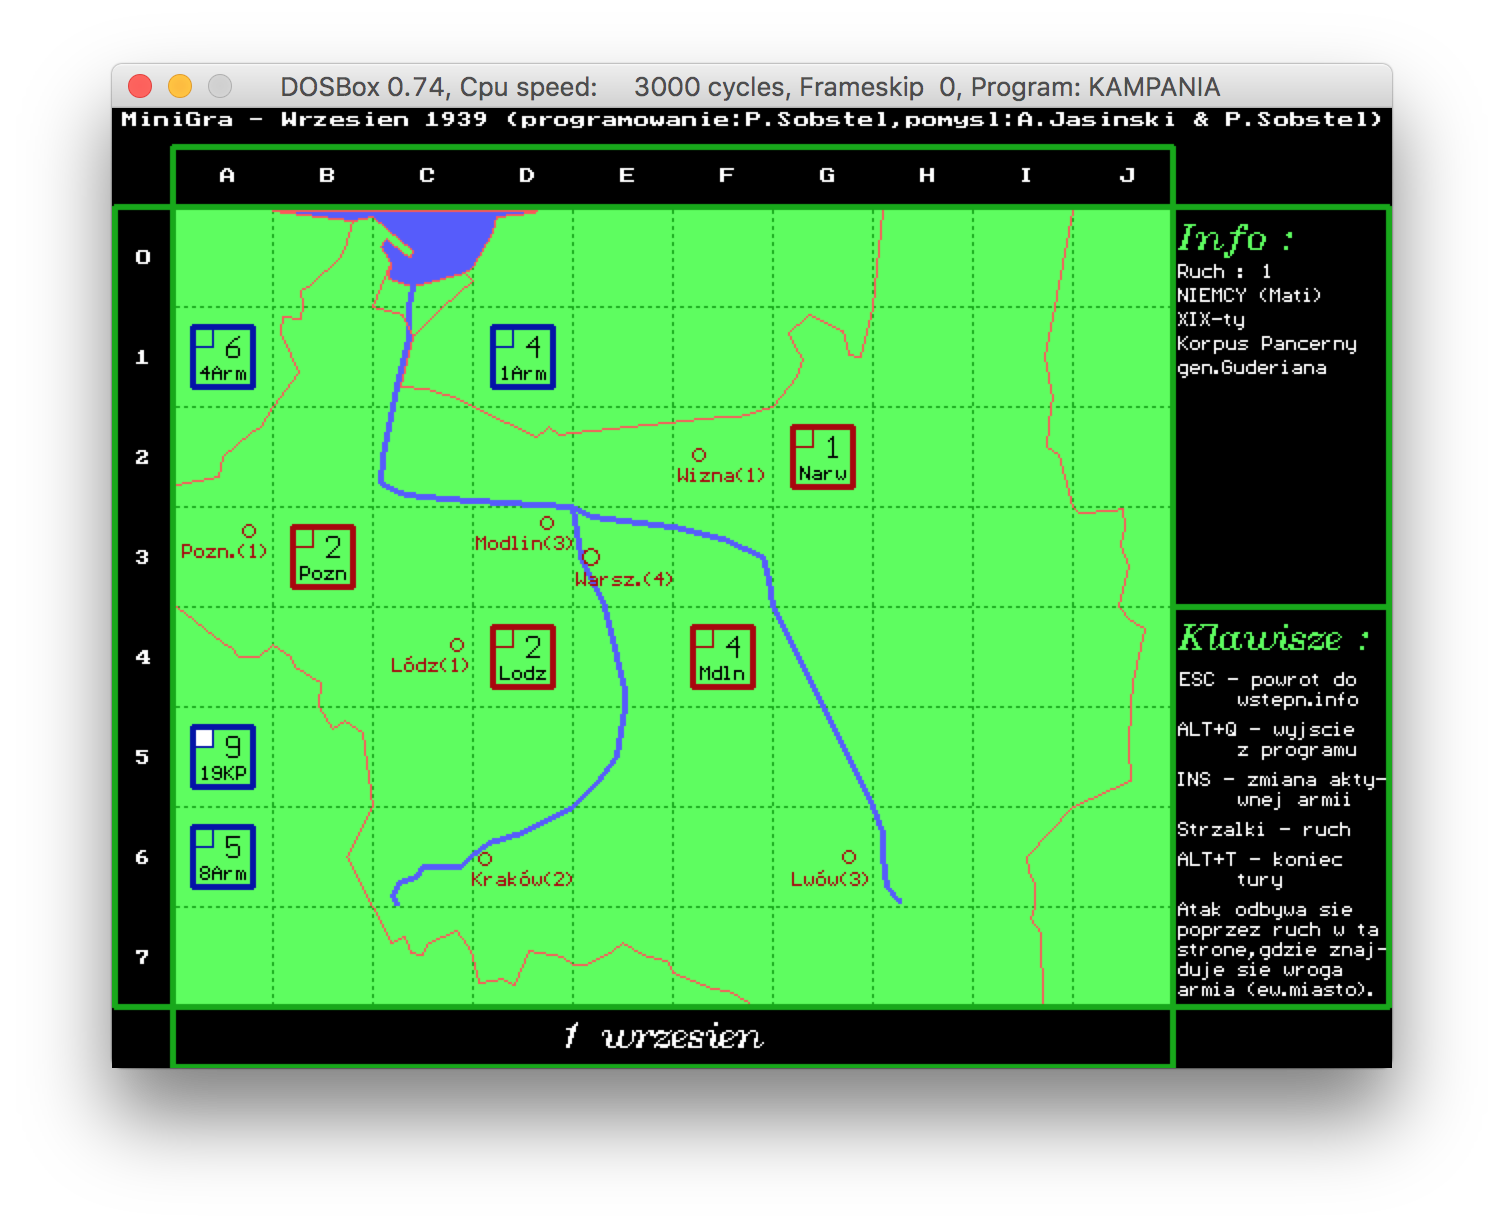 DOSBox 0.74, Cpu speed: 3000 cycles, Frameskip 0, Program: KAMPANIA
MiniGra - Wrzesien 1939 (programowanie:P.Sobstel,pomysl:A.Jasinski & P.Sobstel)
A B C D E F G H I J
0
1
2
3
4
5
6
7
6
4Arm
4
1Arm
Wizna(1)
1
Narw
Pozn.(1)
2
Pozn
Modlin(3)
Warsz.(4)
Lódz(1)
2
Lodz
4
Mdln
9
19KP
5
8Arm
Kraków(2)
Lwów(3)
1 wrzesien
Info :
Ruch : 1
NIEMCY (Mati)
XIX-ty
Korpus Pancerny
gen.Guderiana
Klawisze :
ESC - powrot do
wstepn.info
ALT+Q - wyjscie
z programu
INS - zmiana akty-
wnej armii
Strzalki - ruch
ALT+T - koniec
tury
Atak odbywa sie
poprzez ruch w ta
strone,gdzie znaj-
duje sie wroga
armia (ew.miasto).